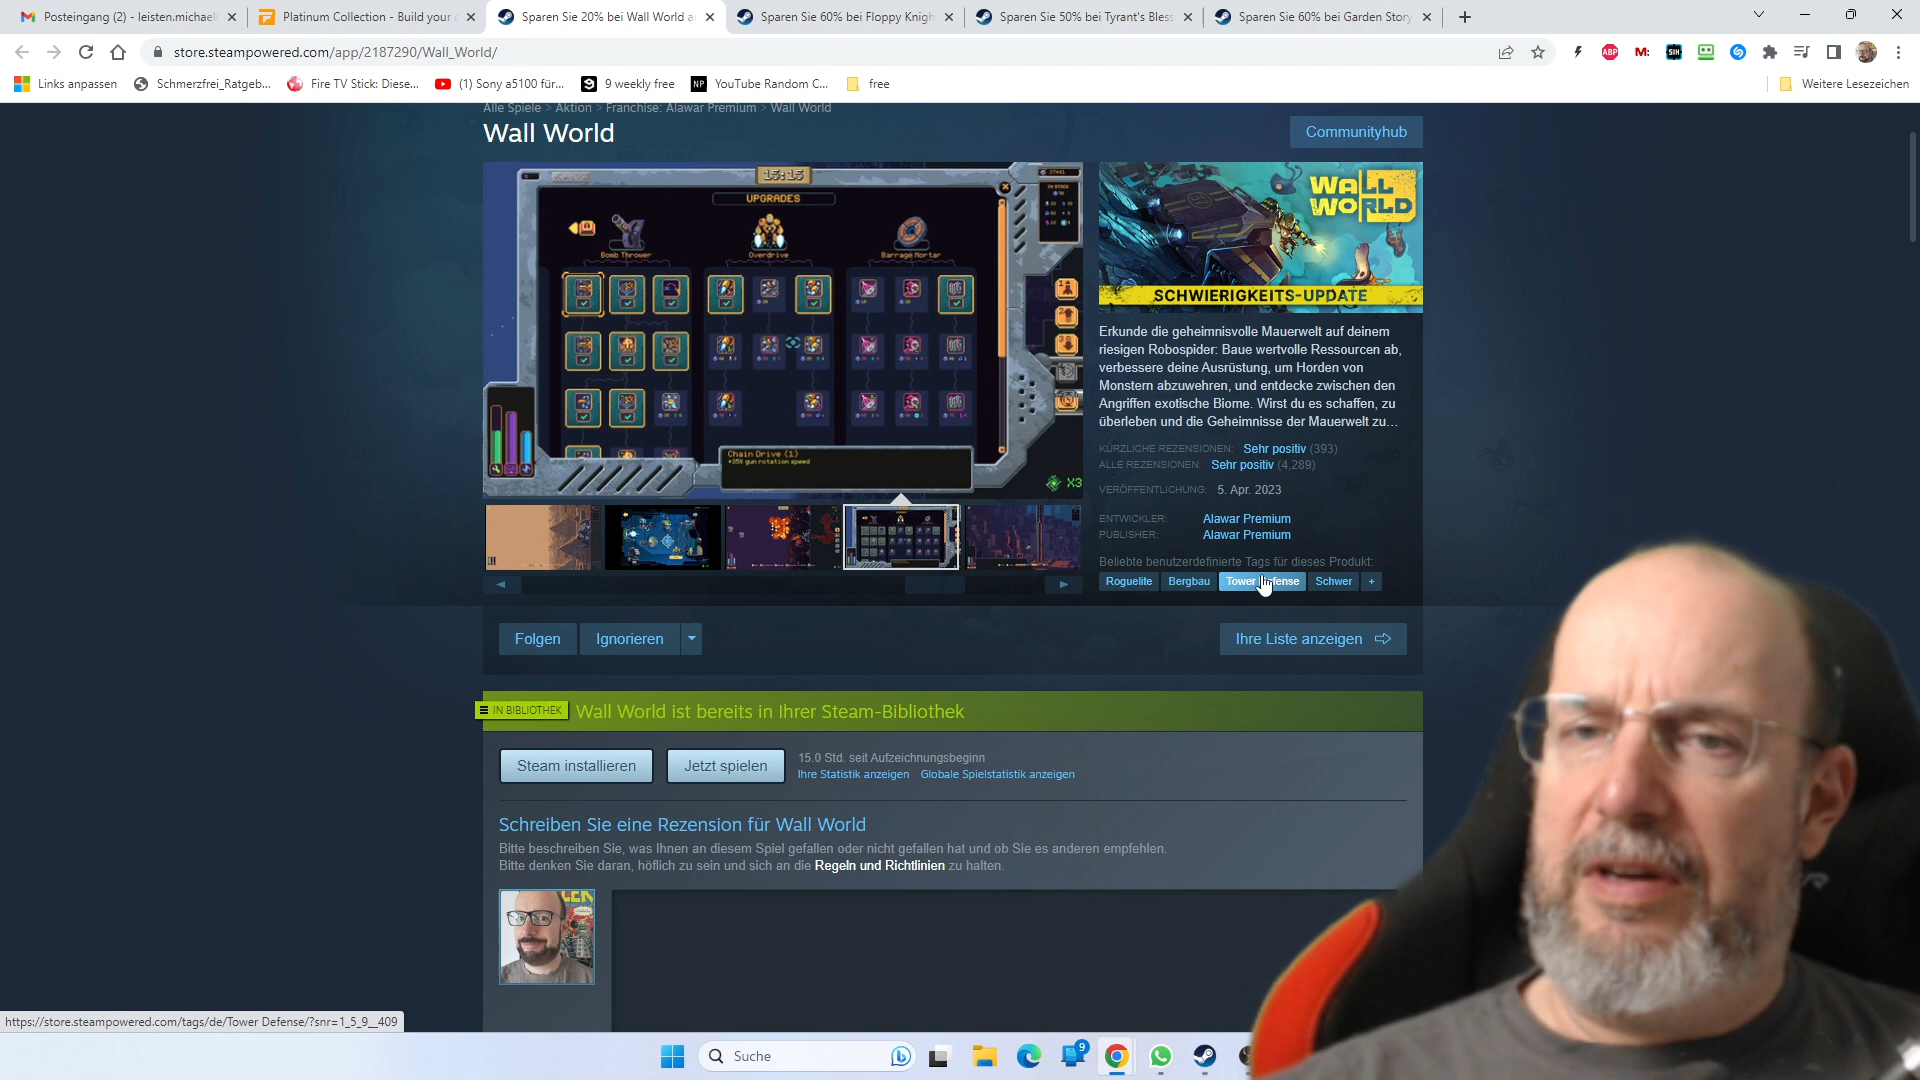 Posteingang (2) - leisten.michael
Platinum Collection - Build your
Sparen Sie 20% bei Wall World a
Sparen Sie 60% bei Floppy Knigh
Sparen Sie 50% bei Tyrant's Bless
Sparen Sie 60% bei Garden Story
store.steampowered.com/app/2187290/Wall_World/
Links anpassen
Schmerzfrei_Ratgeb...
Fire TV Stick: Diese...
(1) Sony a5100 für...
9 weekly free
YouTube Random C...
free
Weitere Lesezeichen
Alle Spiele > Aktion > Franchise: Alawar Premium > Wall World
Wall World
Communityhub
15:15
UPGRADES
Bomb Thrower
Overdrive
Barrage Mortar
Chain Drive (1)
+35% gun rotation speed
X3
WALL WORLD
SCHWIERIGKEITS-UPDATE
Erkunde die geheimnisvolle Mauerwelt auf deinem
riesigen Robospider: Baue wertvolle Ressourcen ab,
verbessere deine Ausrüstung, um Horden von
Monstern abzuwehren, und entdecke zwischen den
Angriffen exotische Biome. Wirst du es schaffen, zu
überleben und die Geheimnisse der Mauerwelt zu...
KÜRZLICHE REZENSIONEN: Sehr positiv (393)
ALLE REZENSIONEN: Sehr positiv (4,289)
VERÖFFENTLICHUNG: 5. Apr. 2023
ENTWICKLER: Alawar Premium
PUBLISHER: Alawar Premium
Beliebte benutzerdefinierte Tags für dieses Produkt:
Roguelite Bergbau Tower Defense Schwer +
Folgen
Ignorieren
Ihre Liste anzeigen
IN BIBLIOTHEK
Wall World ist bereits in Ihrer Steam-Bibliothek
Steam installieren
Jetzt spielen
15.0 Std. seit Aufzeichnungsbeginn
Ihre Statistik anzeigen Globale Spielstatistik anzeigen
Schreiben Sie eine Rezension für Wall World
Bitte beschreiben Sie, was Ihnen an diesem Spiel gefallen oder nicht gefallen hat und ob Sie es anderen empfehlen.
Bitte denken Sie daran, höflich zu sein und sich an die Regeln und Richtlinien zu halten.
https://store.steampowered.com/tags/de/Tower Defense/?snr=1_5_9__409
Suche
9